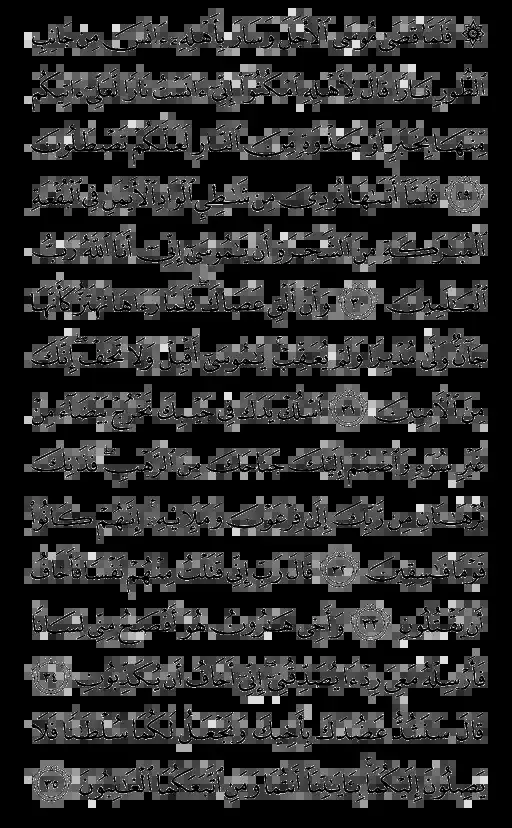 ۞ فَلَمَّا قَضَىٰ مُوسَى ٱلْأَجَلَ وَسَارَ بِأَهْلِهِۦٓ ءَانَسَ مِن جَانِبِ
ٱلطُّورِ نَارًا قَالَ لِأَهْلِهِ ٱمْكُثُوٓا۟ إِنِّىٓ ءَانَسْتُ نَارًا لَّعَلِّىٓ ءَاتِيكُم
مِّنْهَا بِخَبَرٍ أَوْ جَذْوَةٍ مِّنَ ٱلنَّارِ لَعَلَّكُمْ تَصْطَلُونَ
۝٢٩ فَلَمَّآ أَتَىٰهَا نُودِىَ مِن شَٰطِئِ ٱلْوَادِ ٱلْأَيْمَنِ فِى ٱلْبُقْعَةِ
ٱلْمُبَٰرَكَةِ مِنَ ٱلشَّجَرَةِ أَن يَٰمُوسَىٰٓ إِنِّىٓ أَنَا ٱللَّهُ رَبُّ
ٱلْعَٰلَمِينَ ۝٣٠ وَأَنْ أَلْقِ عَصَاكَ فَلَمَّا رَءَاهَا تَهْتَزُّ كَأَنَّهَا
جَآنٌّ وَلَّىٰ مُدْبِرًا وَلَمْ يُعَقِّبْ يَٰمُوسَىٰٓ أَقْبِلْ وَلَا تَخَفْ إِنَّكَ
مِنَ ٱلْءَامِنِينَ ۝٣١ ٱسْلُكْ يَدَكَ فِى جَيْبِكَ تَخْرُجْ بَيْضَآءَ مِنْ
غَيْرِ سُوٓءٍ وَٱضْمُمْ إِلَيْكَ جَنَاحَكَ مِنَ ٱلرَّهْبِ فَذَٰنِكَ
بُرْهَٰنَانِ مِن رَّبِّكَ إِلَىٰ فِرْعَوْنَ وَمَلَإِي۟هِۦٓ إِنَّهُمْ كَانُوا۟
قَوْمًا فَٰسِقِينَ ۝٣٢ قَالَ رَبِّ إِنِّى قَتَلْتُ مِنْهُمْ نَفْسًا فَأَخَافُ
أَن يَقْتُلُونِ ۝٣٣ وَأَخِى هَٰرُونُ هُوَ أَفْصَحُ مِنِّى لِسَانًا
فَأَرْسِلْهُ مَعِىَ رِدْءًا يُصَدِّقُنِىٓ إِنِّىٓ أَخَافُ أَن يُكَذِّبُونِ ۝٣٤
قَالَ سَنَشُدُّ عَضُدَكَ بِأَخِيكَ وَنَجْعَلُ لَكُمَا سُلْطَٰنًا فَلَا
يَصِلُونَ إِلَيْكُمَا بِـَٔايَٰتِنَآ أَنتُمَا وَمَنِ ٱتَّبَعَكُمَا ٱلْغَٰلِبُونَ ۝٣٥